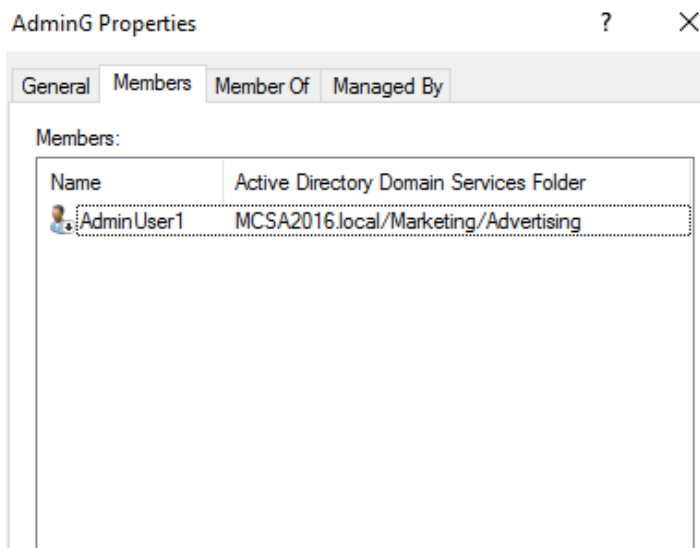 AdminG Properties ? X
General Members Member Of Managed By
Members:
Name Active Directory Domain Services Folder
AdminUser1 MCSA2016.local/Marketing/Advertising